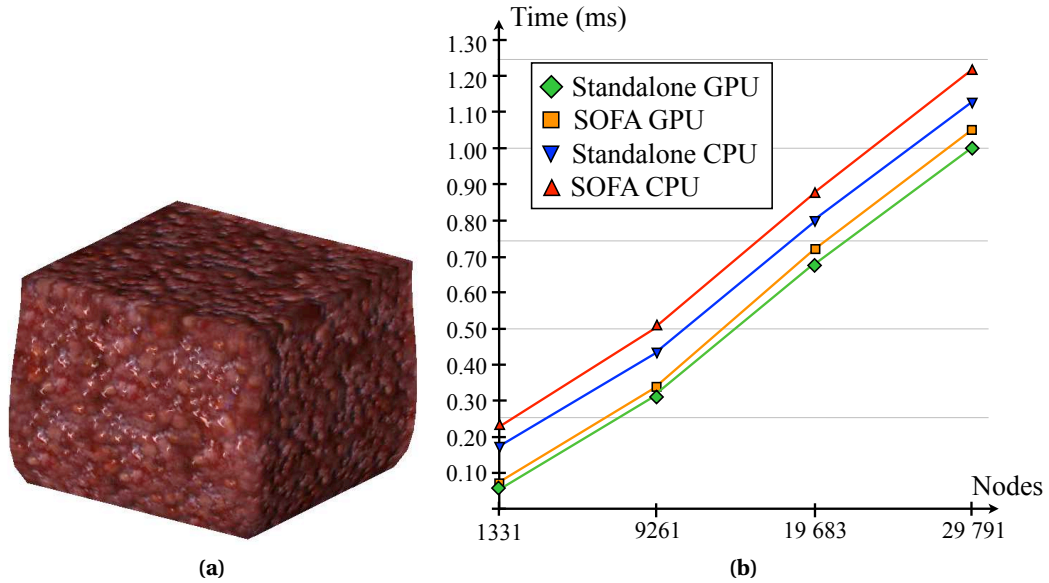 Time (ms)
1.30
1.20
1.10
1.00
0.90
0.80
0.70
0.60
0.50
0.40
0.30
0.20
0.10
Standalone GPU
SOFA GPU
Standalone CPU
SOFA CPU
Nodes
1331
9261
19 683
29 791
(a)
(b)